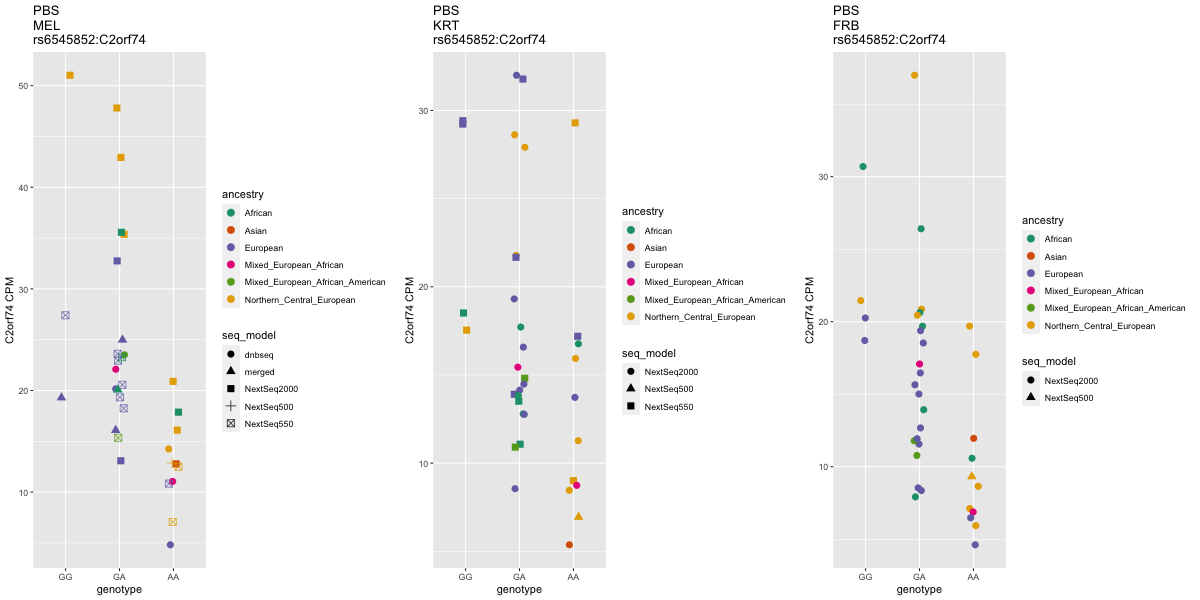 PBS
MEL
rs6545852:C2orf74
C2orf74 CPM
50
40
30
20
10
GG
GA
AA
genotype
ancestry
African
Asian
European
Mixed_European_African
Mixed_European_African_American
Northern_Central_European
seq_model
dnbseq
merged
NextSeq2000
NextSeq500
NextSeq550
PBS
KRT
rs6545852:C2orf74
C2orf74 CPM
30
20
10
GG
GA
AA
genotype
ancestry
African
Asian
European
Mixed_European_African
Mixed_European_African_American
Northern_Central_European
seq_model
NextSeq2000
NextSeq500
NextSeq550
PBS
FRB
rs6545852:C2orf74
C2orf74 CPM
30
20
10
GG
GA
AA
genotype
ancestry
African
Asian
European
Mixed_European_African
Mixed_European_African_American
Northern_Central_European
seq_model
NextSeq2000
NextSeq500